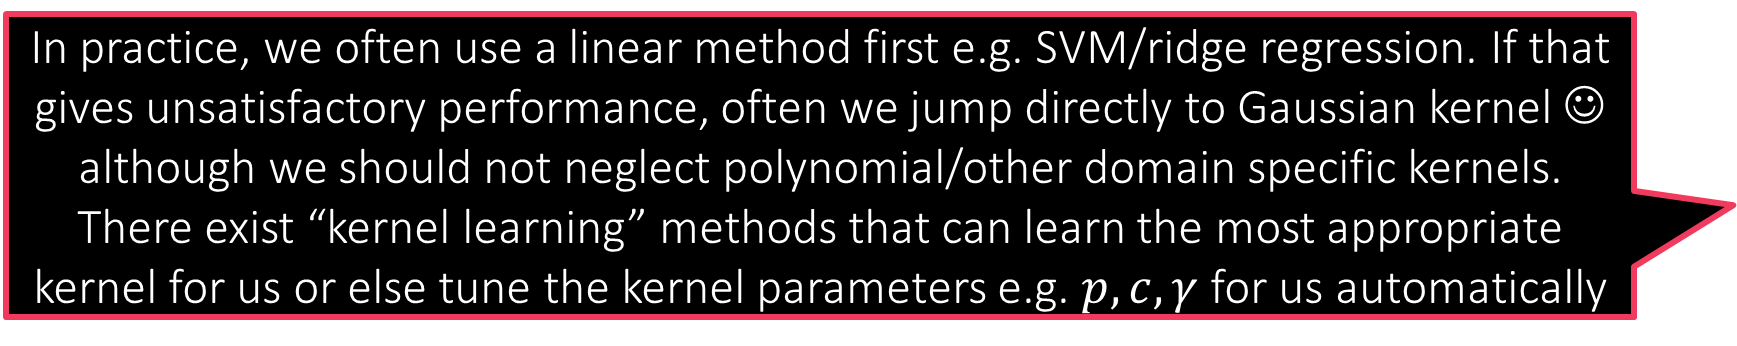 In practice, we often use a linear method first e.g. SVM/ridge regression. If that
gives unsatisfactory performance, often we jump directly to Gaussian kernel ☺
although we should not neglect polynomial/other domain specific kernels.
There exist “kernel learning” methods that can learn the most appropriate
kernel for us or else tune the kernel parameters e.g. 𝑝, 𝑐, 𝛾 for us automatically